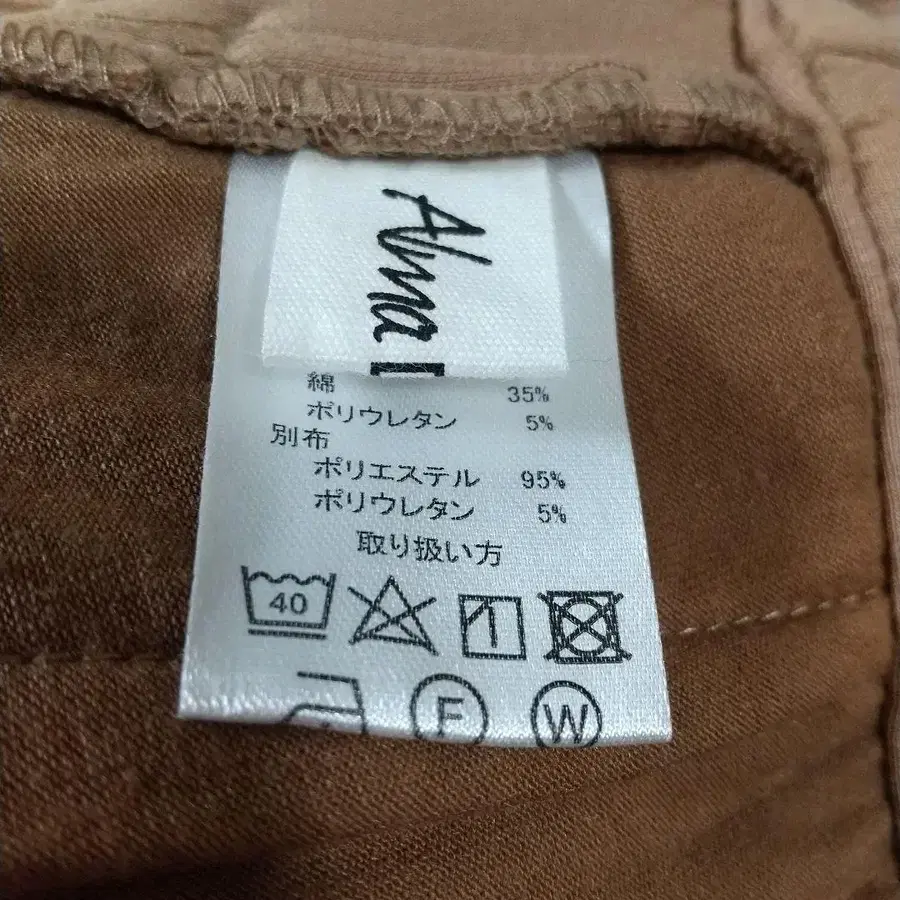 Alma
綿 35%
ポリウレタン 5%
別布
ポリエステル 95%
ポリウレタン 5%
取り扱い方
40
F W